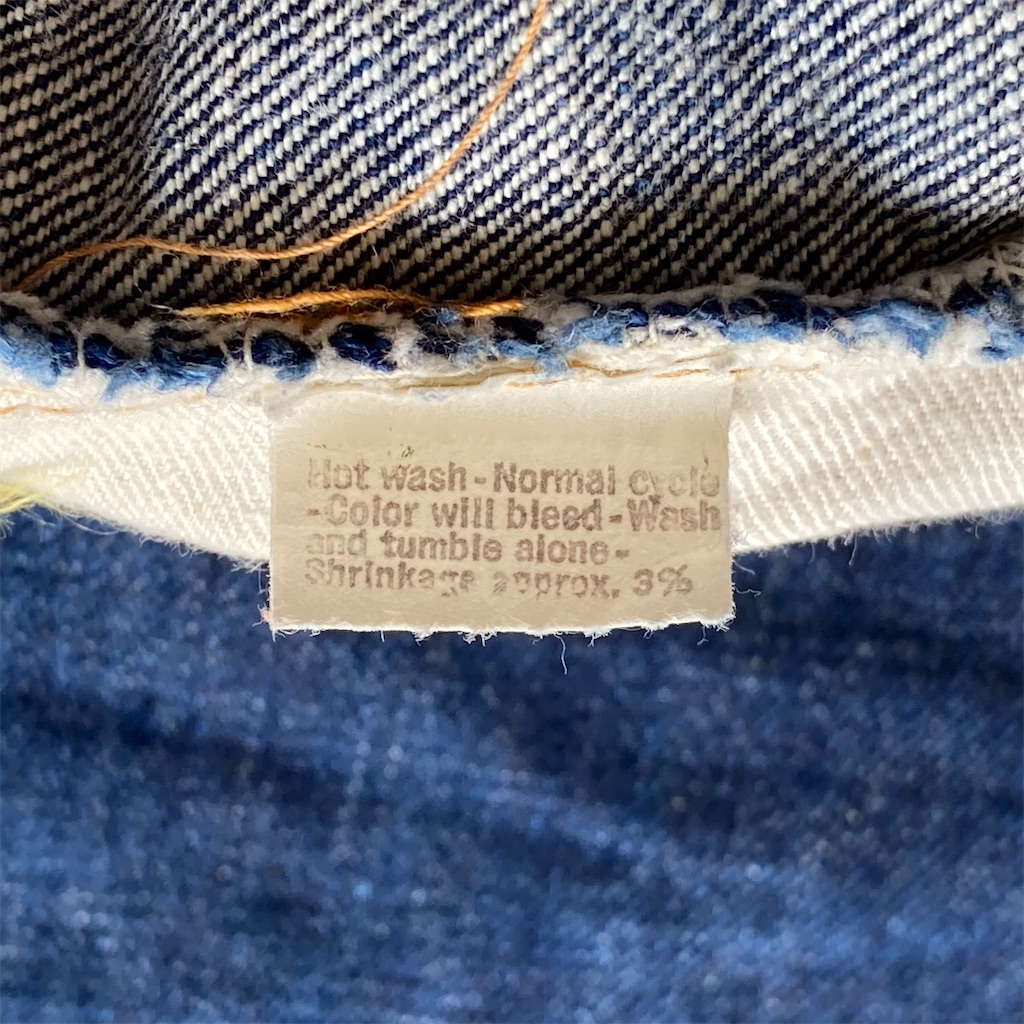 Hot wash - Normal cycle
- Color will bleed - Wash
and tumble alone -
Shrinkage approx. 3%